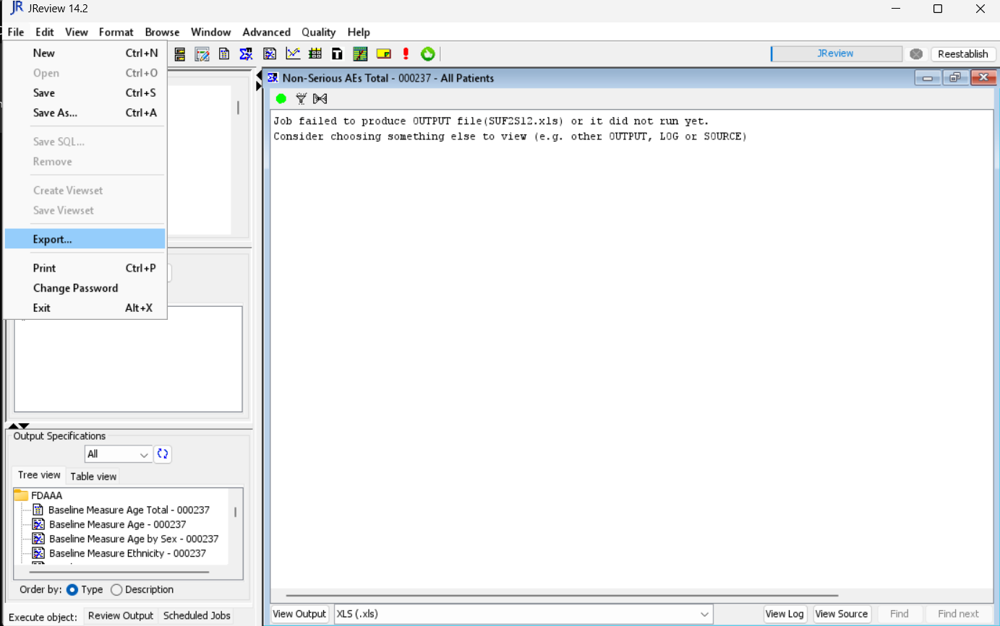 JR JReview 14.2
File Edit View Format Browse Window Advanced Quality Help
New Ctrl+N
Open Ctrl+O
Save Ctrl+S
Save As... Ctrl+A
Save SQL...
Remove
Create Viewset
Save Viewset
Export...
Print Ctrl+P
Change Password
Exit Alt+X
JReview
Reestablish
Non-Serious AEs Total - 000237 - All Patients
Job failed to produce OUTPUT file(SUF2S12.xls) or it did not run yet.
Consider choosing something else to view (e.g. other OUTPUT, LOG or SOURCE)
Output Specifications
All
Tree view Table view
FDAAA
Baseline Measure Age Total - 000237
Baseline Measure Age - 000237
Baseline Measure Age by Sex - 000237
Baseline Measure Ethnicity - 000237
Order by: Type Description
Execute object: Review Output Scheduled Jobs
View Output XLS (.xls) View Log View Source Find Find next